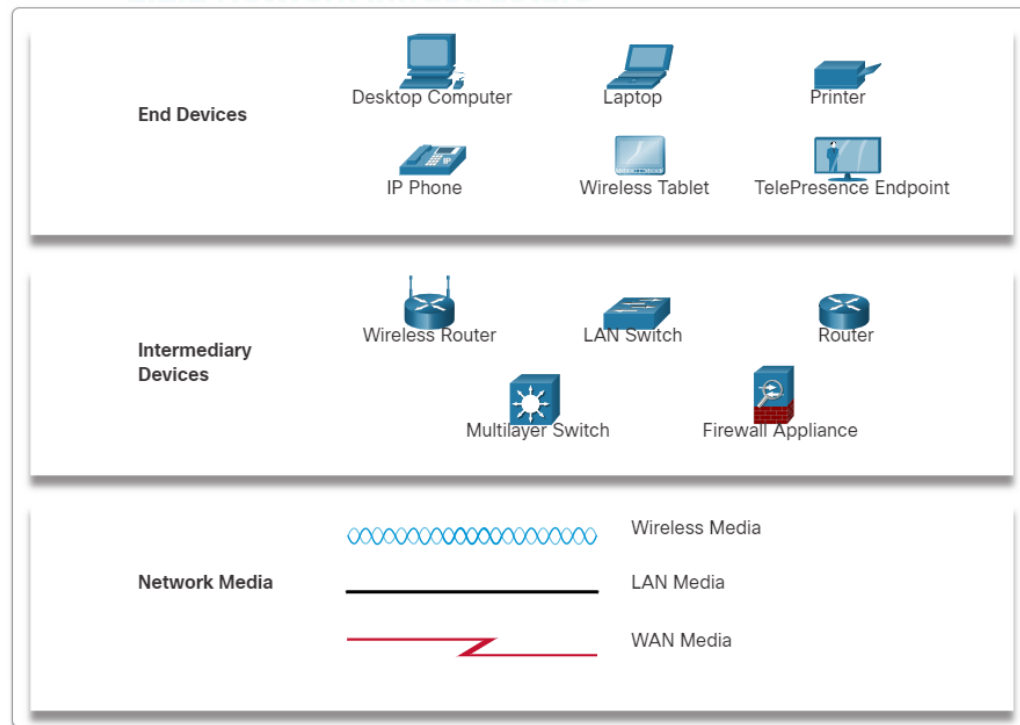 End Devices
Desktop Computer
Laptop
Printer
IP
IP Phone
Wireless Tablet
TelePresence Endpoint
Intermediary
Devices
Wireless Router
LAN Switch
Router
Multilayer Switch
Firewall Appliance
Network Media
Wireless Media
LAN Media
WAN Media